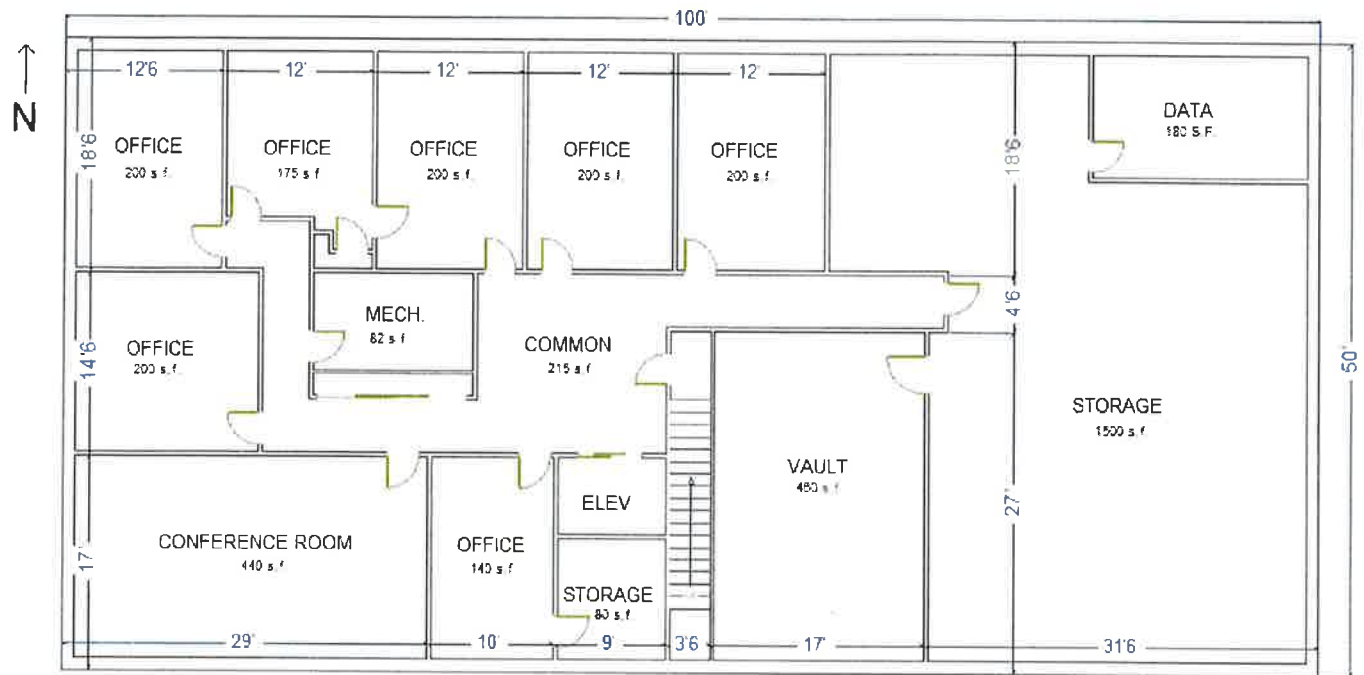 100'
N
12'6 12' 12' 12' 12'
18'6
OFFICE
200 s.f.
OFFICE
175 s.f.
OFFICE
200 s.f.
OFFICE
200 s.f.
OFFICE
200 s.f.
18'6
DATA
180 S.F.
14'6
OFFICE
200 s.f.
MECH.
82 s.f.
COMMON
215 s.f.
4'6
50'
STORAGE
1500 s.f.
VAULT
27'
17'
CONFERENCE ROOM
440 s.f.
OFFICE
140 s.f.
ELEV
STORAGE
80 s.f.
29' 10' 9' 3'6 17' 31'6